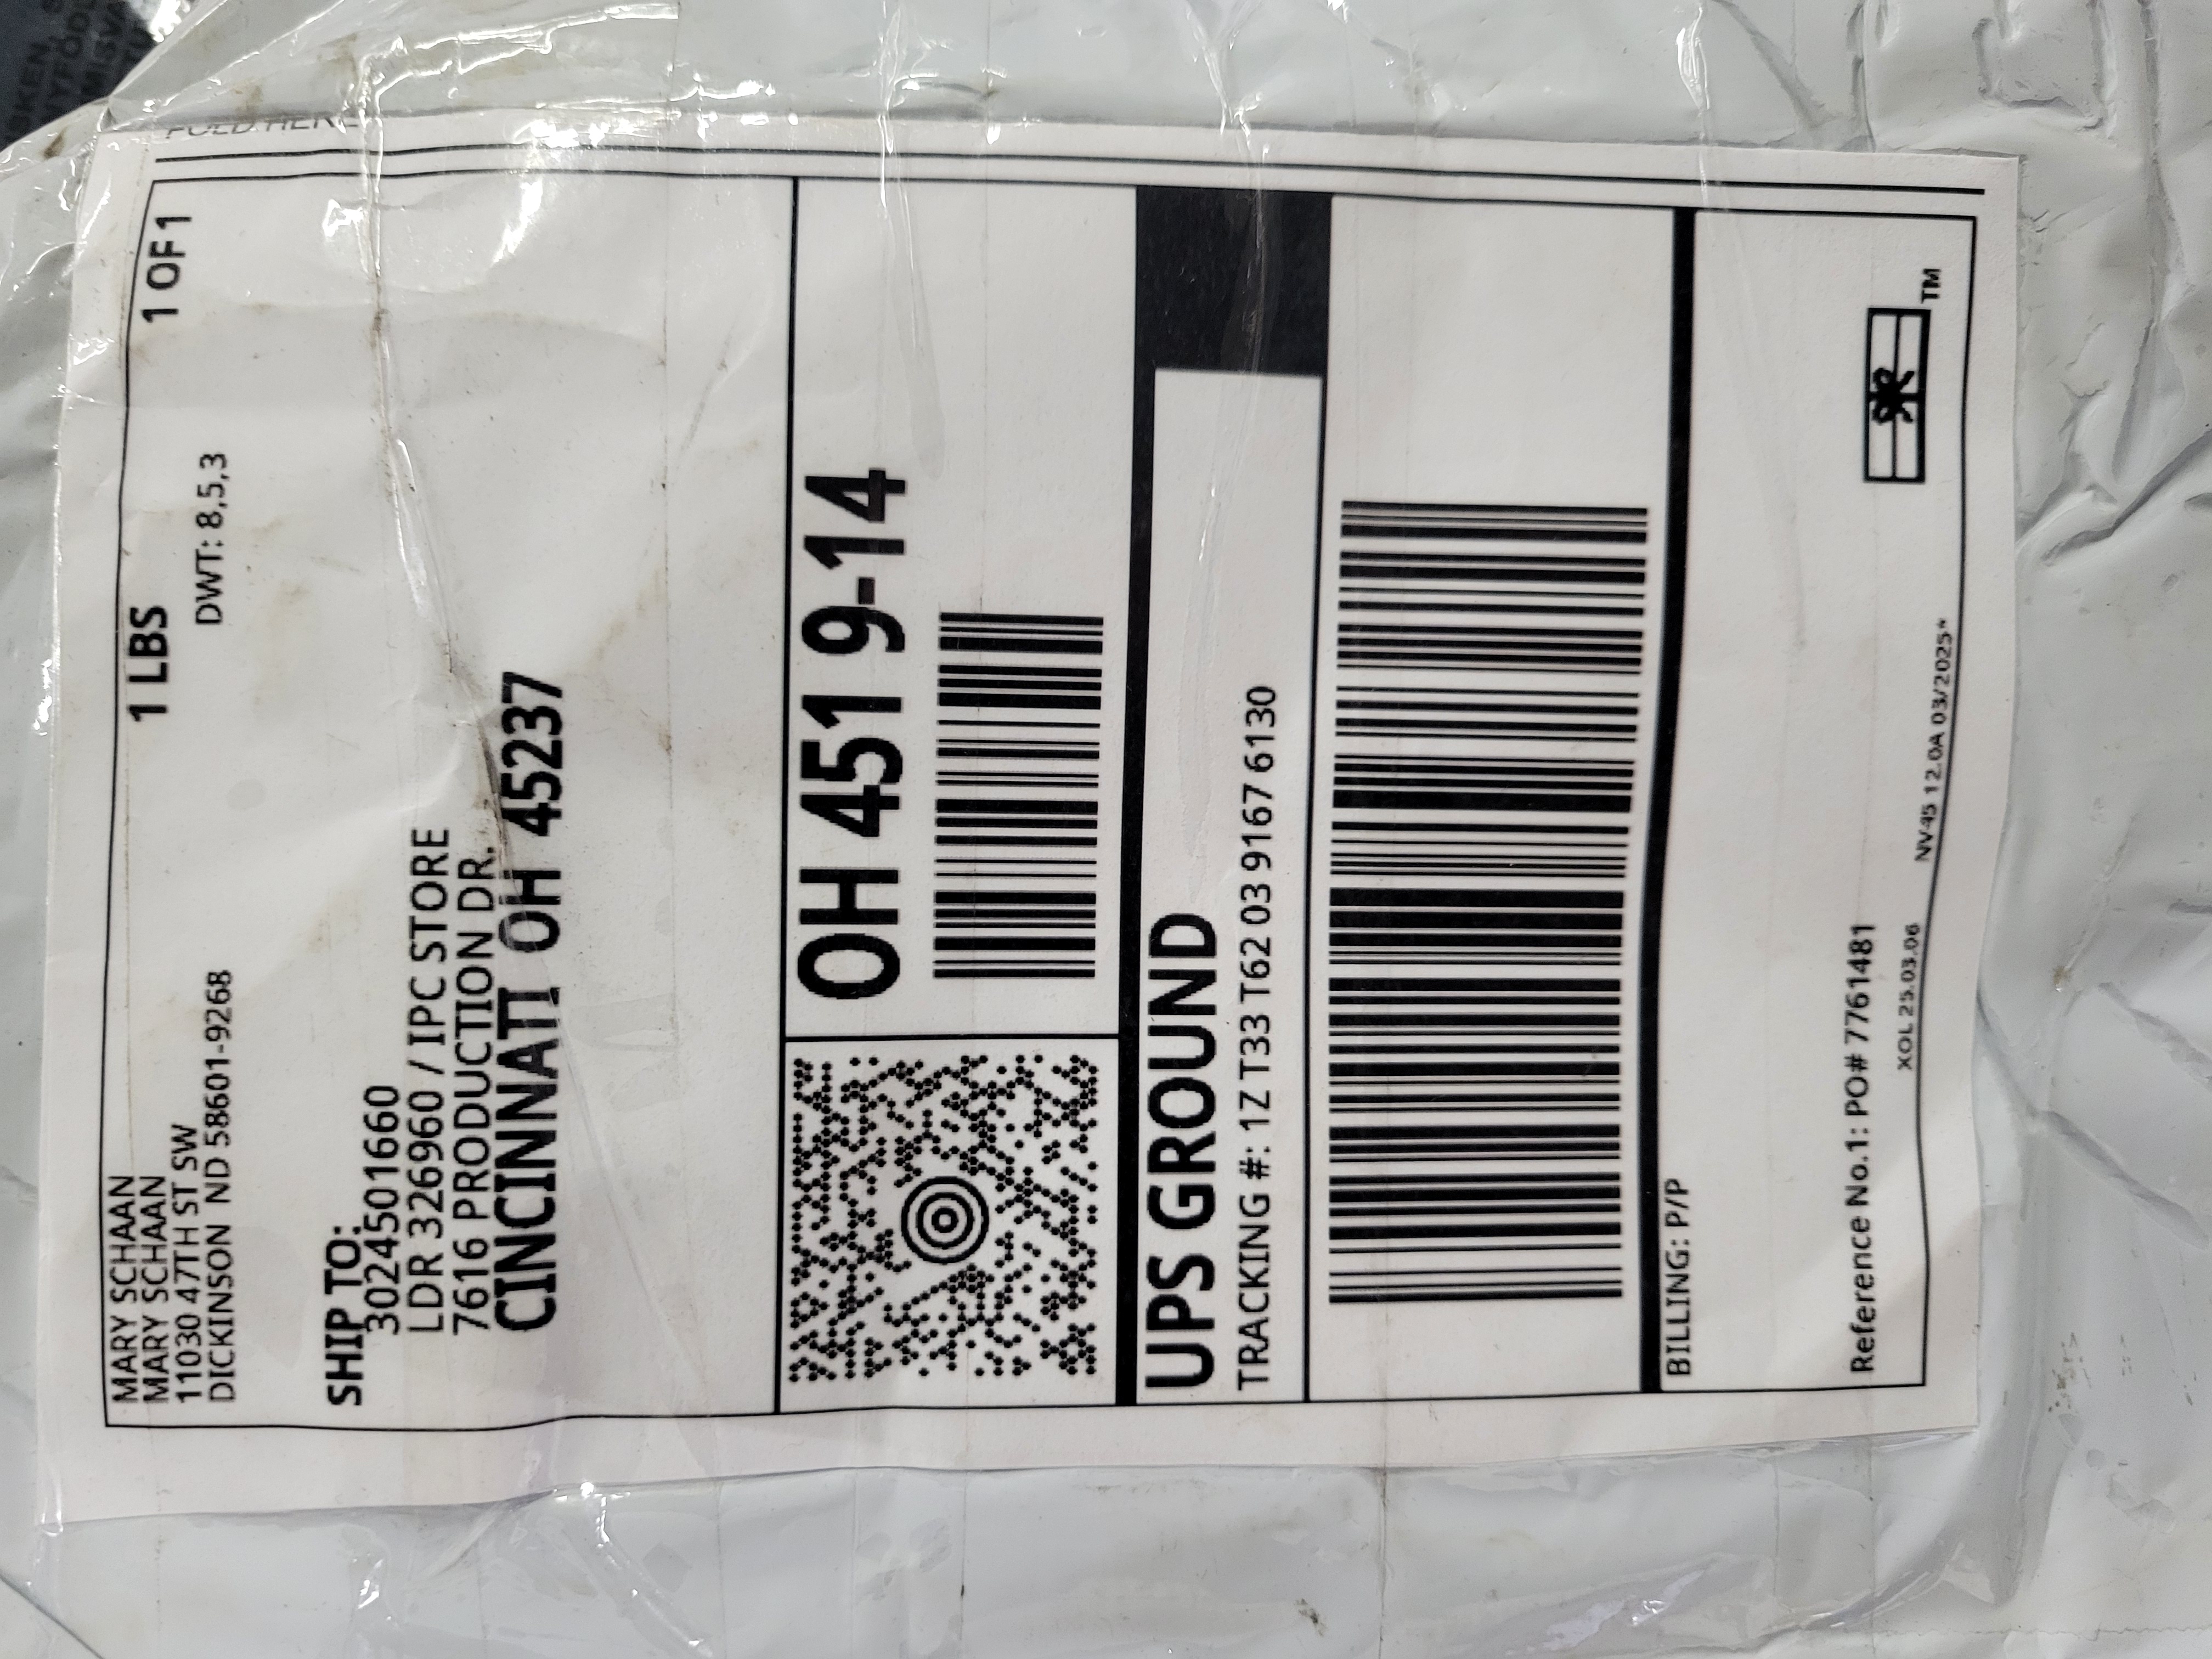 FOLD HERE
MARY SCHAAN
MARY SCHAAN
11030 47TH ST SW
DICKINSON ND 58601-9268
1 LBS
1 OF 1
DWT: 8,5,3
SHIP TO:
3024501660
LDR 326960 / IPC STORE
7616 PRODUCTION DR.
CINCINNATI OH 45237
OH 451 9-14
UPS GROUND
TRACKING #: 1Z T33 T62 03 9167 6130
BILLING: P/P
Reference No.1: PO# 7761481
XOL 25.03.06
NV45 12.0A 03/2025*
TM